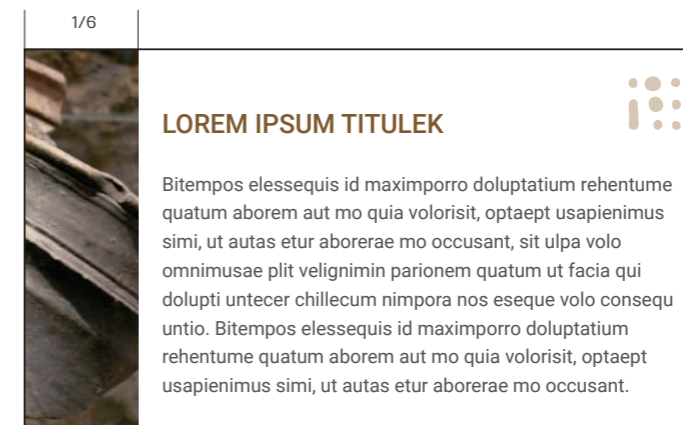 1/6
LOREM IPSUM TITULEK
Bitempos elessequis id maximporro doluptatium rehentume
quatum aborem aut mo quia volorisit, optaept usapienimus
simi, ut autas etur aborerae mo occusant, sit ulpa volo
omnimusae plit velignimin parionem quatum ut facia qui
dolupti untecer chillecum nimpora nos eseque volo consequ
untio. Bitempos elessequis id maximporro doluptatium
rehentume quatum aborem aut mo quia volorisit, optaept
usapienimus simi, ut autas etur aborerae mo occusant.